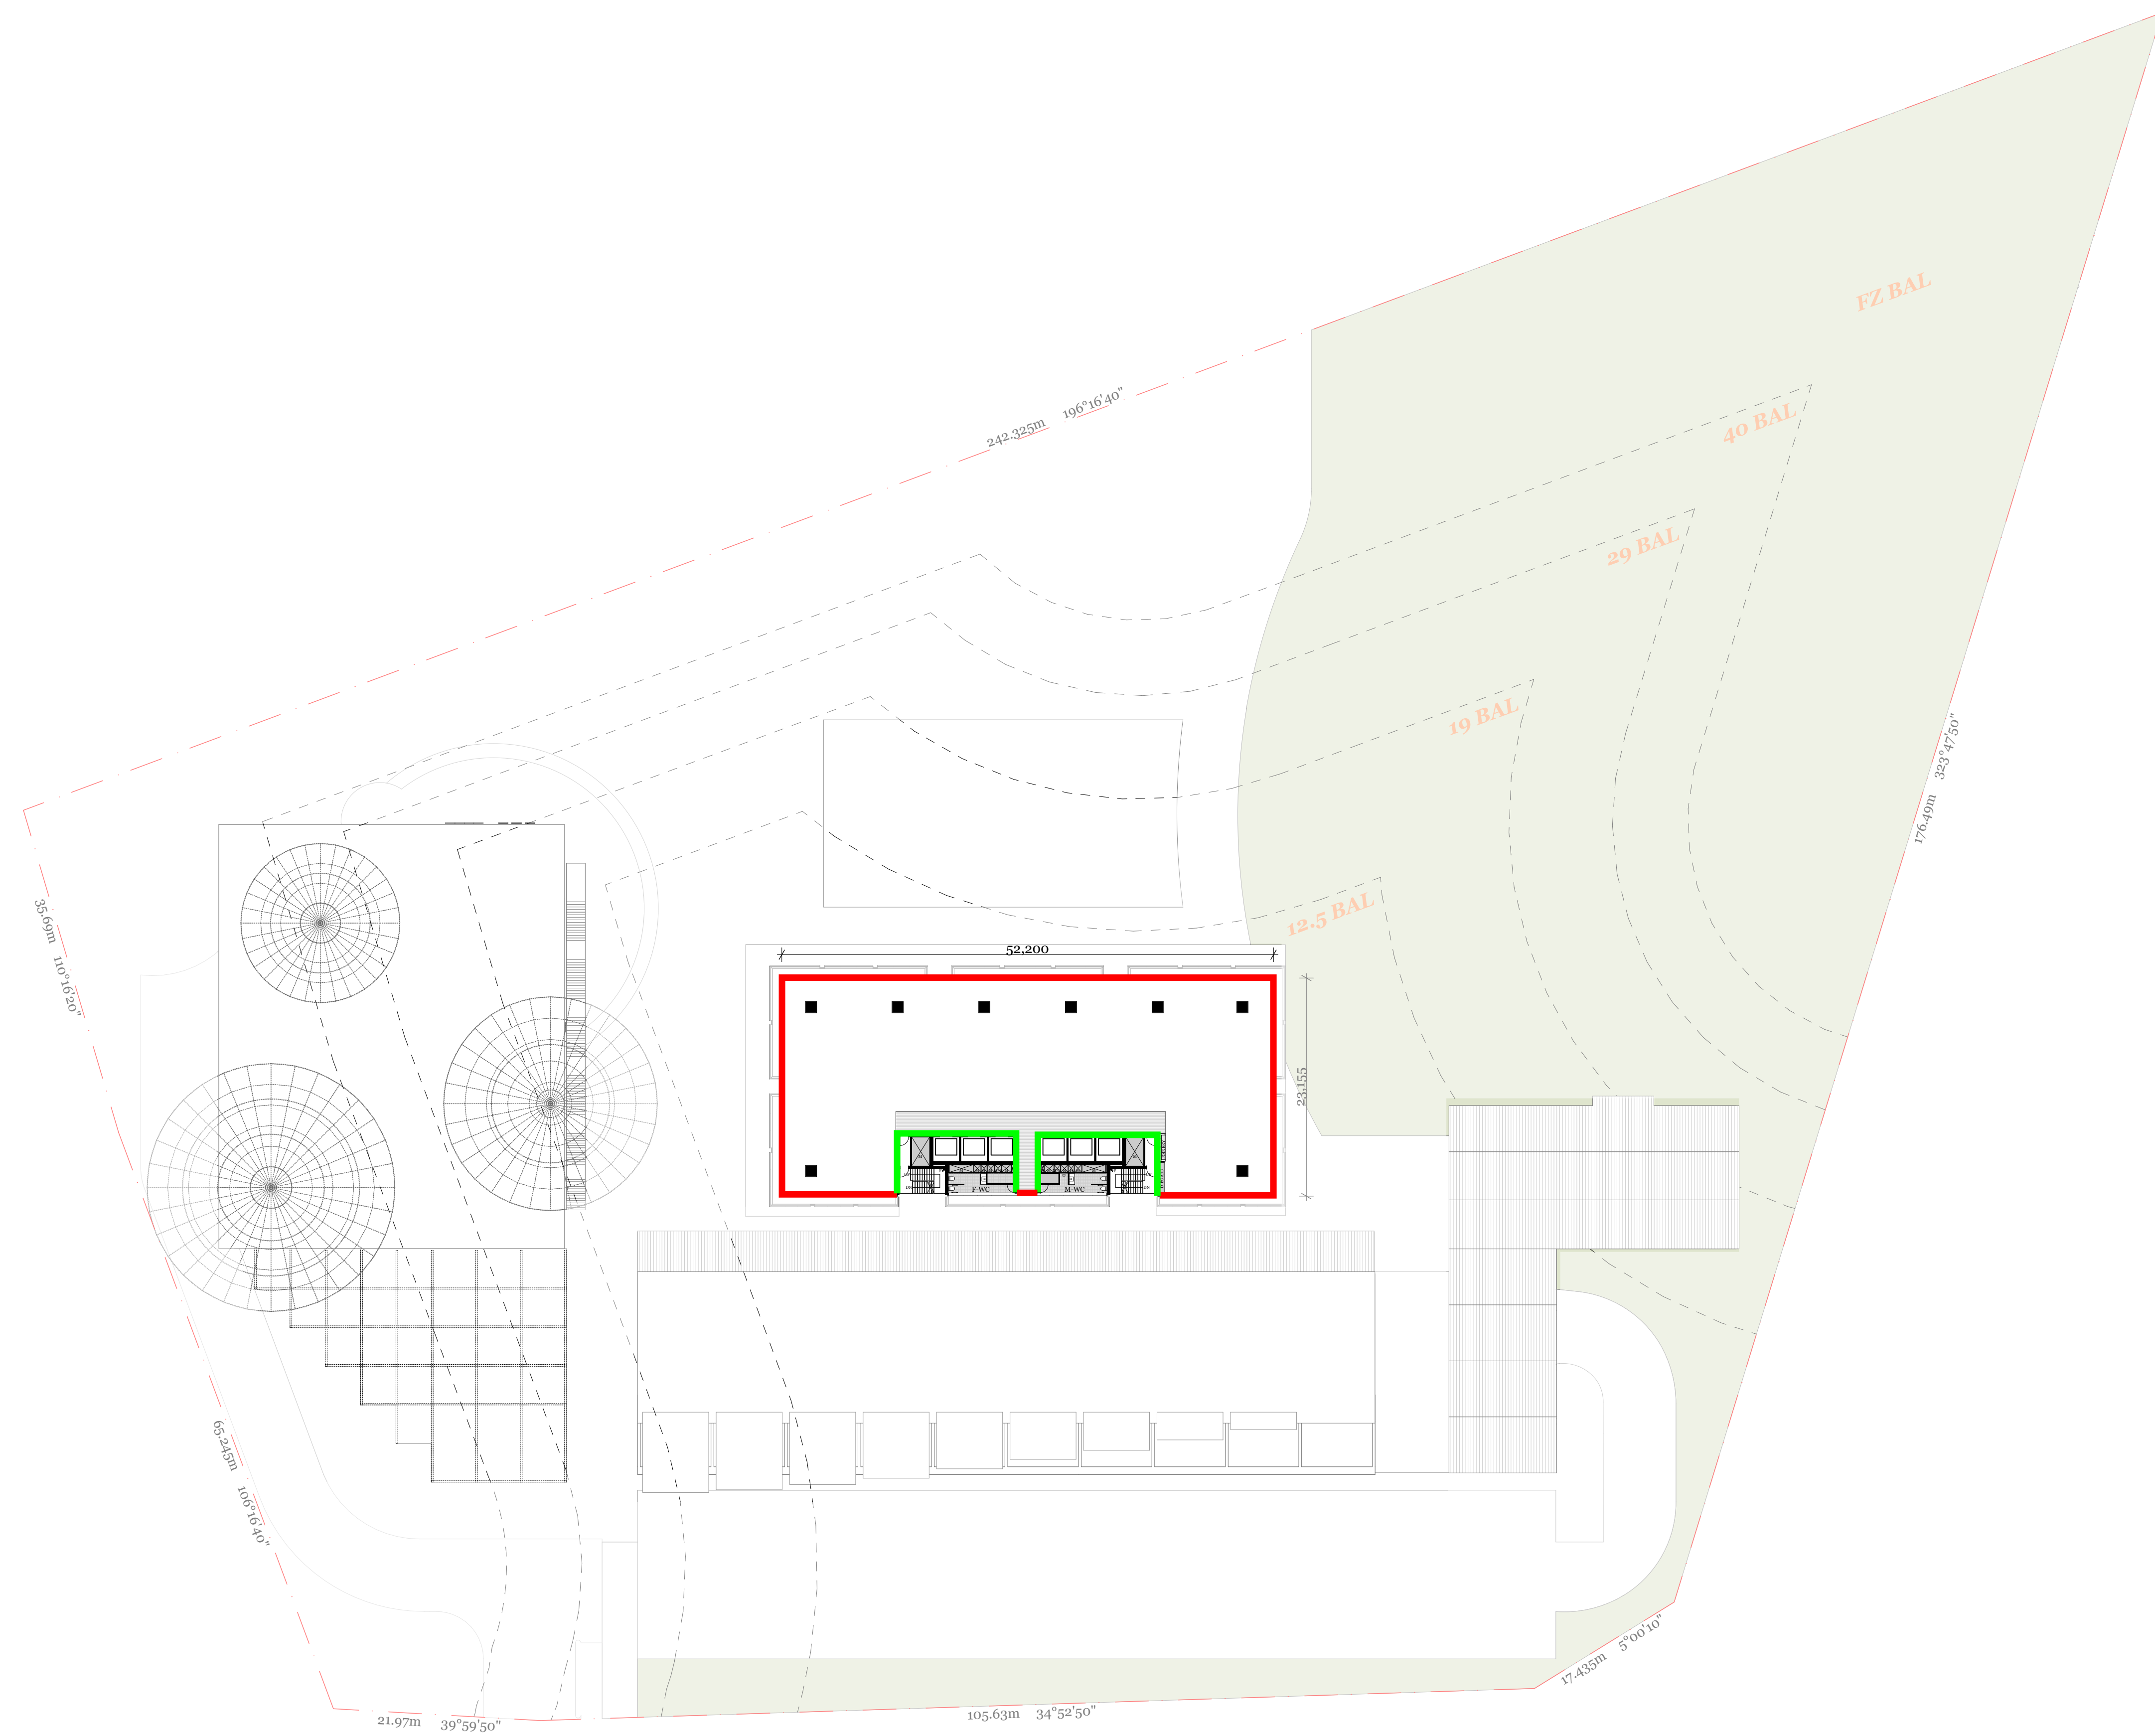 FZ BAL
196°16'40"
242.325m
40 BAL
29 BAL
19 BAL
323°47'50"
176.49m
12.5 BAL
35.69m
110°16'20"
52,200
23,155
F-WC
M-WC
DN
DN
65.245m
106°16'40"
5°00'10"
17.435m
21.97m 39°59'50"
105.63m 34°52'50"